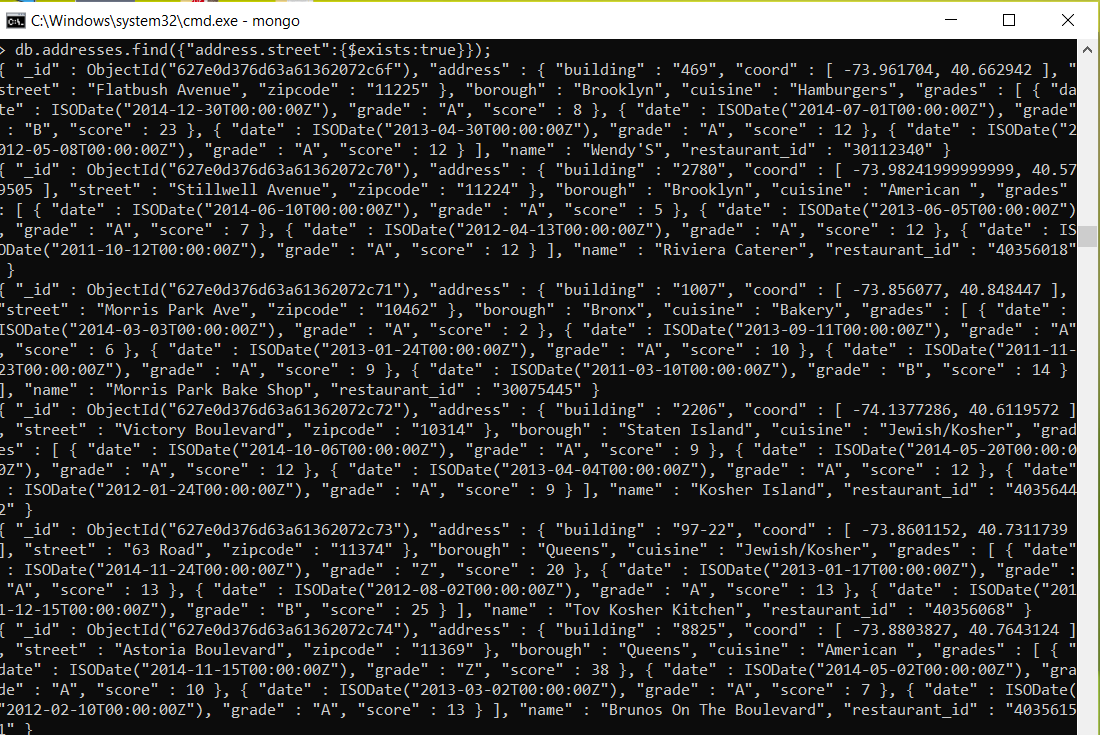 C:\Windows\system32\cmd.exe - mongo
> db.addresses.find({"address.street":{$exists:true}});
{ "_id" : ObjectId("627e0d376d63a61362072c6f"), "address" : { "building" : "469", "coord" : [ -73.961704, 40.662942 ], "
street" : "Flatbush Avenue", "zipcode" : "11225" }, "borough" : "Brooklyn", "cuisine" : "Hamburgers", "grades" : [ { "da
te" : ISODate("2014-12-30T00:00:00Z"), "grade" : "A", "score" : 8 }, { "date" : ISODate("2014-07-01T00:00:00Z"), "grade"
: "B", "score" : 23 }, { "date" : ISODate("2013-04-30T00:00:00Z"), "grade" : "A", "score" : 12 }, { "date" : ISODate("2
012-05-08T00:00:00Z"), "grade" : "A", "score" : 12 } ], "name" : "Wendy'S", "restaurant_id" : "30112340" }
{ "_id" : ObjectId("627e0d376d63a61362072c70"), "address" : { "building" : "2780", "coord" : [ -73.98241999999999, 40.57
9505 ], "street" : "Stillwell Avenue", "zipcode" : "11224" }, "borough" : "Brooklyn", "cuisine" : "American ", "grades"
: [ { "date" : ISODate("2014-06-10T00:00:00Z"), "grade" : "A", "score" : 5 }, { "date" : ISODate("2013-06-05T00:00:00Z")
, "grade" : "A", "score" : 7 }, { "date" : ISODate("2012-04-13T00:00:00Z"), "grade" : "A", "score" : 12 }, { "date" : IS
ODate("2011-10-12T00:00:00Z"), "grade" : "A", "score" : 12 } ], "name" : "Riviera Caterer", "restaurant_id" : "40356018"
}
{ "_id" : ObjectId("627e0d376d63a61362072c71"), "address" : { "building" : "1007", "coord" : [ -73.856077, 40.848447 ],
"street" : "Morris Park Ave", "zipcode" : "10462" }, "borough" : "Bronx", "cuisine" : "Bakery", "grades" : [ { "date" :
ISODate("2014-03-03T00:00:00Z"), "grade" : "A", "score" : 2 }, { "date" : ISODate("2013-09-11T00:00:00Z"), "grade" : "A"
, "score" : 6 }, { "date" : ISODate("2013-01-24T00:00:00Z"), "grade" : "A", "score" : 10 }, { "date" : ISODate("2011-11-
23T00:00:00Z"), "grade" : "A", "score" : 9 }, { "date" : ISODate("2011-03-10T00:00:00Z"), "grade" : "B", "score" : 14 }
], "name" : "Morris Park Bake Shop", "restaurant_id" : "30075445" }
{ "_id" : ObjectId("627e0d376d63a61362072c72"), "address" : { "building" : "2206", "coord" : [ -74.1377286, 40.6119572 ]
, "street" : "Victory Boulevard", "zipcode" : "10314" }, "borough" : "Staten Island", "cuisine" : "Jewish/Kosher", "grad
es" : [ { "date" : ISODate("2014-10-06T00:00:00Z"), "grade" : "A", "score" : 9 }, { "date" : ISODate("2014-05-20T00:00:0
0Z"), "grade" : "A", "score" : 12 }, { "date" : ISODate("2013-04-04T00:00:00Z"), "grade" : "A", "score" : 12 }, { "date"
: ISODate("2012-01-24T00:00:00Z"), "grade" : "A", "score" : 9 } ], "name" : "Kosher Island", "restaurant_id" : "4035644
2" }
{ "_id" : ObjectId("627e0d376d63a61362072c73"), "address" : { "building" : "97-22", "coord" : [ -73.8601152, 40.7311739
], "street" : "63 Road", "zipcode" : "11374" }, "borough" : "Queens", "cuisine" : "Jewish/Kosher", "grades" : [ { "date"
: ISODate("2014-11-24T00:00:00Z"), "grade" : "Z", "score" : 20 }, { "date" : ISODate("2013-01-17T00:00:00Z"), "grade" :
"A", "score" : 13 }, { "date" : ISODate("2012-08-02T00:00:00Z"), "grade" : "A", "score" : 13 }, { "date" : ISODate("201
1-12-15T00:00:00Z"), "grade" : "B", "score" : 25 } ], "name" : "Tov Kosher Kitchen", "restaurant_id" : "40356068" }
{ "_id" : ObjectId("627e0d376d63a61362072c74"), "address" : { "building" : "8825", "coord" : [ -73.8803827, 40.7643124 ]
, "street" : "Astoria Boulevard", "zipcode" : "11369" }, "borough" : "Queens", "cuisine" : "American ", "grades" : [ { "
date" : ISODate("2014-11-15T00:00:00Z"), "grade" : "Z", "score" : 38 }, { "date" : ISODate("2014-05-02T00:00:00Z"), "gra
de" : "A", "score" : 10 }, { "date" : ISODate("2013-03-02T00:00:00Z"), "grade" : "A", "score" : 7 }, { "date" : ISODate(
"2012-02-10T00:00:00Z"), "grade" : "A", "score" : 13 } ], "name" : "Brunos On The Boulevard", "restaurant_id" : "4035615
1" }